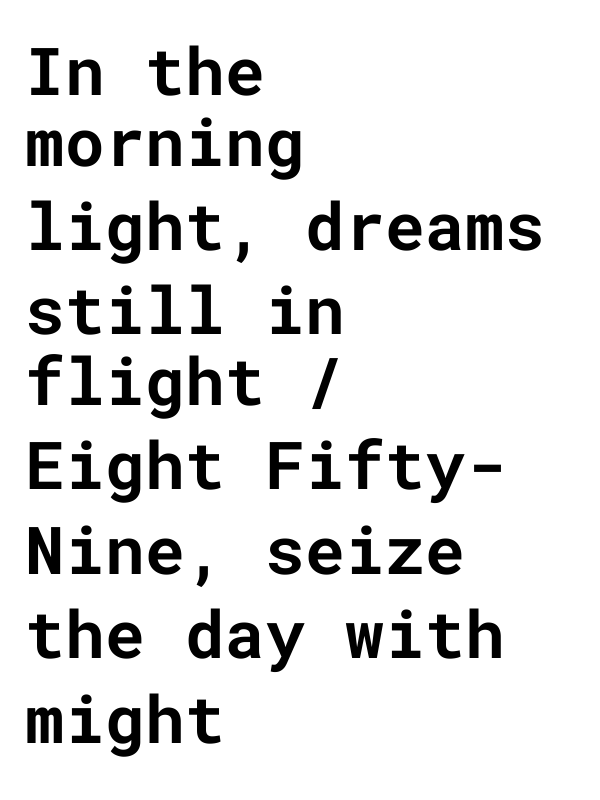 In the
morning
light, dreams
still in
flight /
Eight Fifty-
Nine, seize
the day with
might